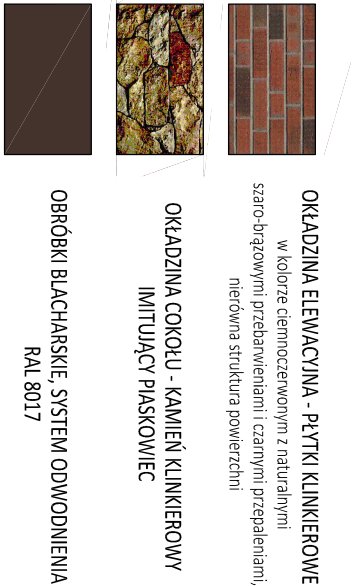 OKŁADZINA ELEWACYJNA - PŁYTKI KLINKIEROWE
w kolorze ciemnoczerwonym z naturalnymi
szaro-brązowymi przebarwieniami i czarnymi przepaleniami,
nierówna struktura powierzchni
OKŁADZINA COKOŁU - KAMIEŃ KLINKIEROWY
IMITUJĄCY PIASKOWIEC
OBRÓBKI BLACHARSKIE, SYSTEM ODWODNIENIA
RAL 8017